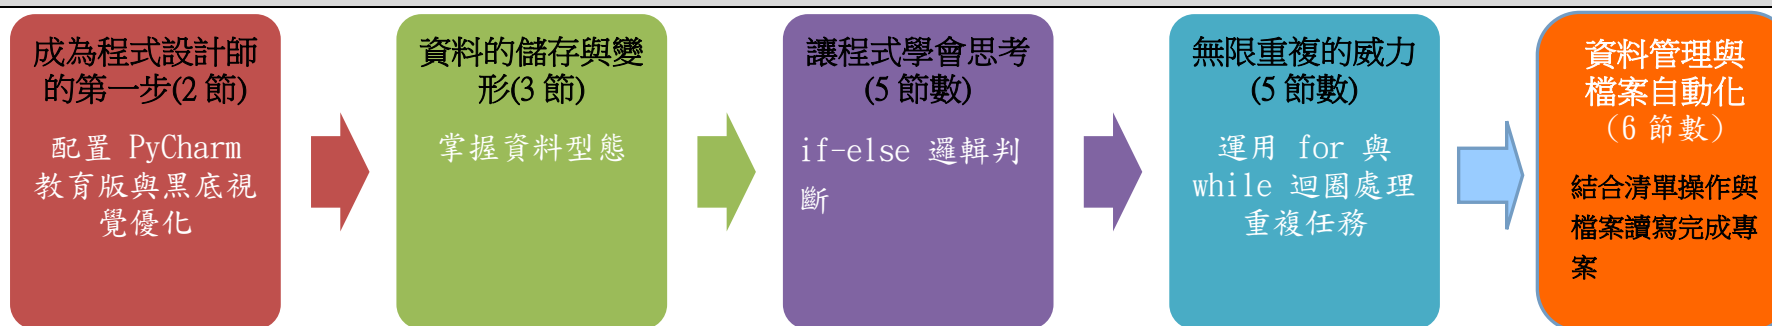 成為程式設計師
的第一步(2 節)
配置 PyCharm
教育版與黑底視
覺優化
資料的儲存與變
形(3 節)
掌握資料型態
讓程式學會思考
(5 節數)
if-else 邏輯判
斷
無限重複的威力
(5 節數)
運用 for 與
while 迴圈處理
重複任務
資料管理與
檔案自動化
（6 節數）
結合清單操作與
檔案讀寫完成專
案